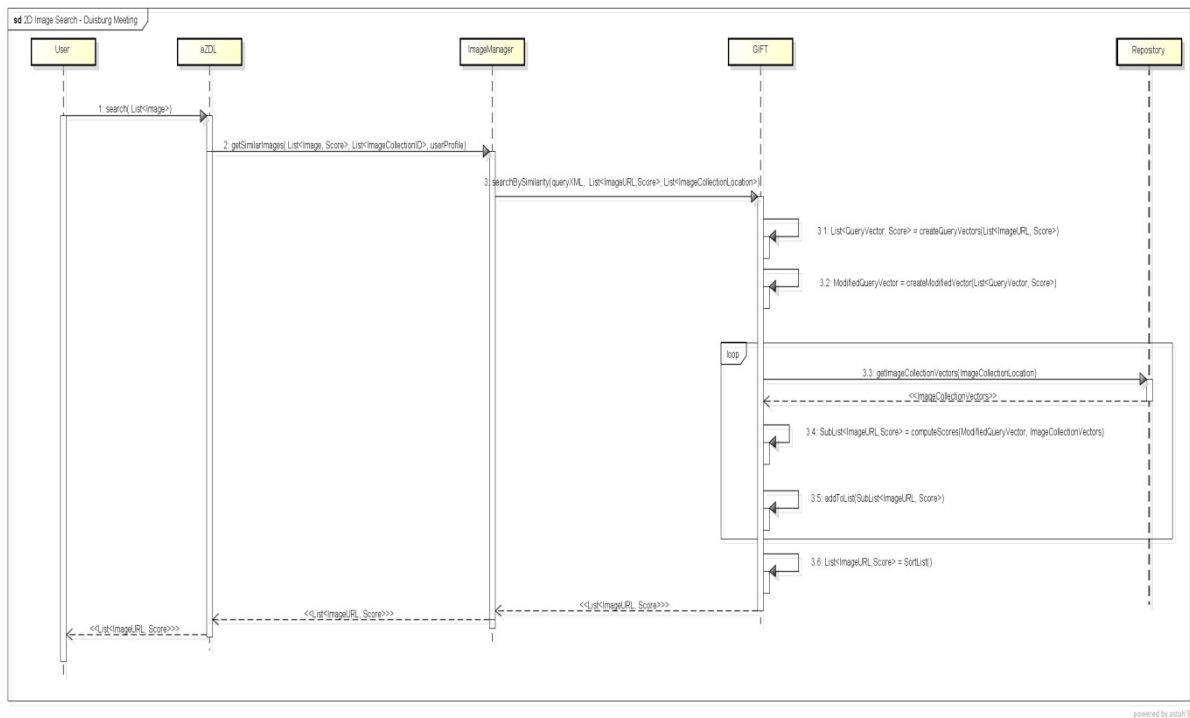 sd 2D Image Search - Duisburg Meeting
User
eZDL
ImageManager
GIFT
Repository
1: search( List<Image>)
2: getSimilarImages( List<Image, Score>, List<ImageCollectionID>, userProfile)
3: searchBySimilarity(queryXML, List<ImageURL,Score>, List<ImageCollectionLocation>)
3.1: List<QueryVector, Score> = createQueryVectors(List<ImageURL, Score>)
3.2: ModifiedQueryVector = createModifiedVector(List<QueryVector, Score>)
loop
3.3: getImageCollectionVectors(ImageCollectionLocation)
<<ImageCollectionVectors>>
3.4: SubList<ImageURL,Score> = computeScores(ModifiedQueryVector, ImageCollectionVectors)
3.5: addToList(SubList<ImageURL, Score>)
3.6: List<ImageURL,Score> = SortList()
<<List<ImageURL, Score>>>
<<List<ImageURL, Score>>>
<<List<ImageURL, Score>>>
powered by astah*